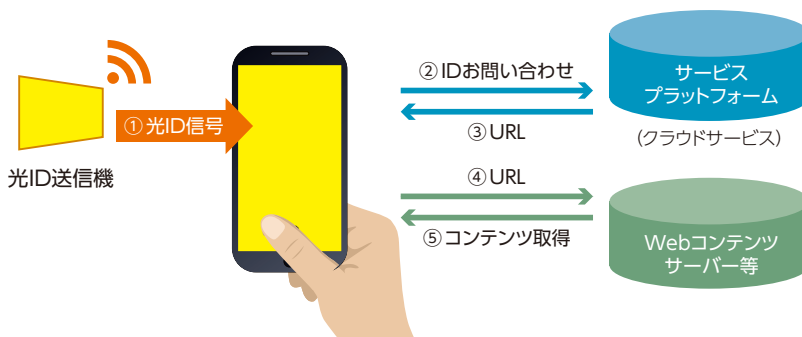 ①光ID信号
光ID送信機
②IDお問い合わせ
③URL
④URL
⑤コンテンツ取得
サービス
プラットフォーム
(クラウドサービス)
Webコンテンツ
サーバー等